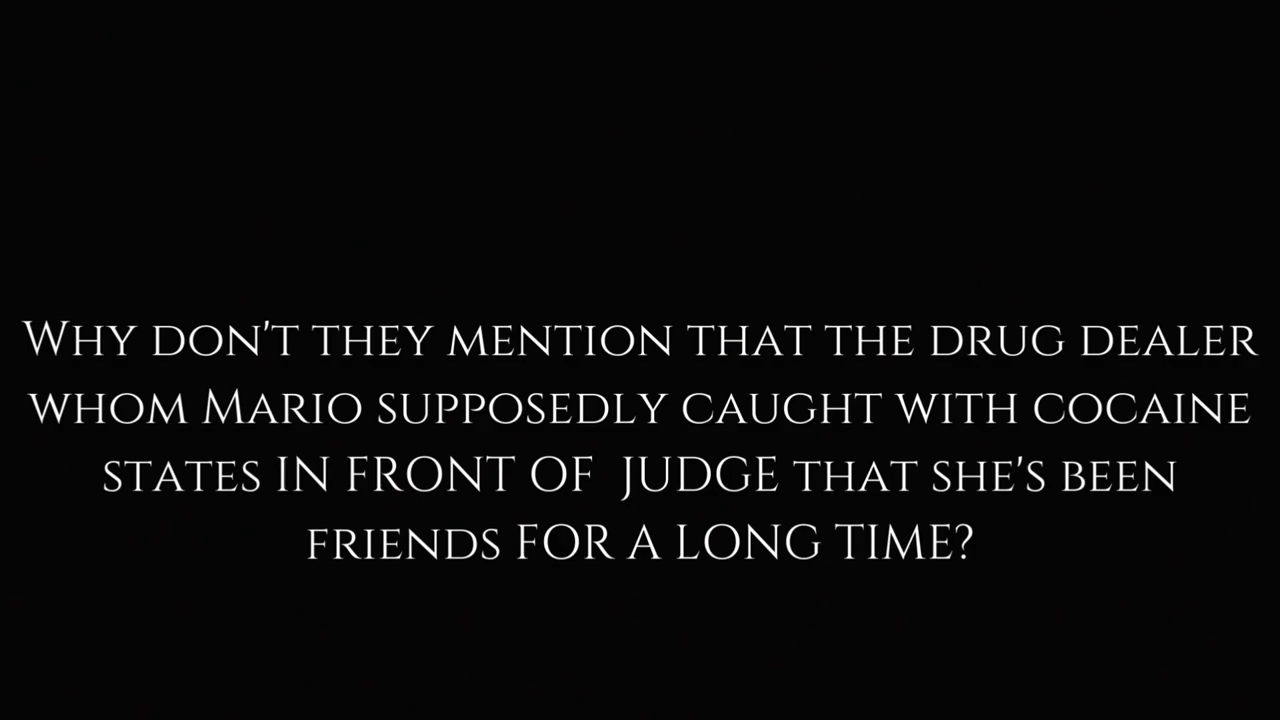 Why don't they mention that the drug dealer
whom Mario supposedly caught with cocaine
states IN FRONT OF JUDGE that she's been
friends FOR A LONG TIME?